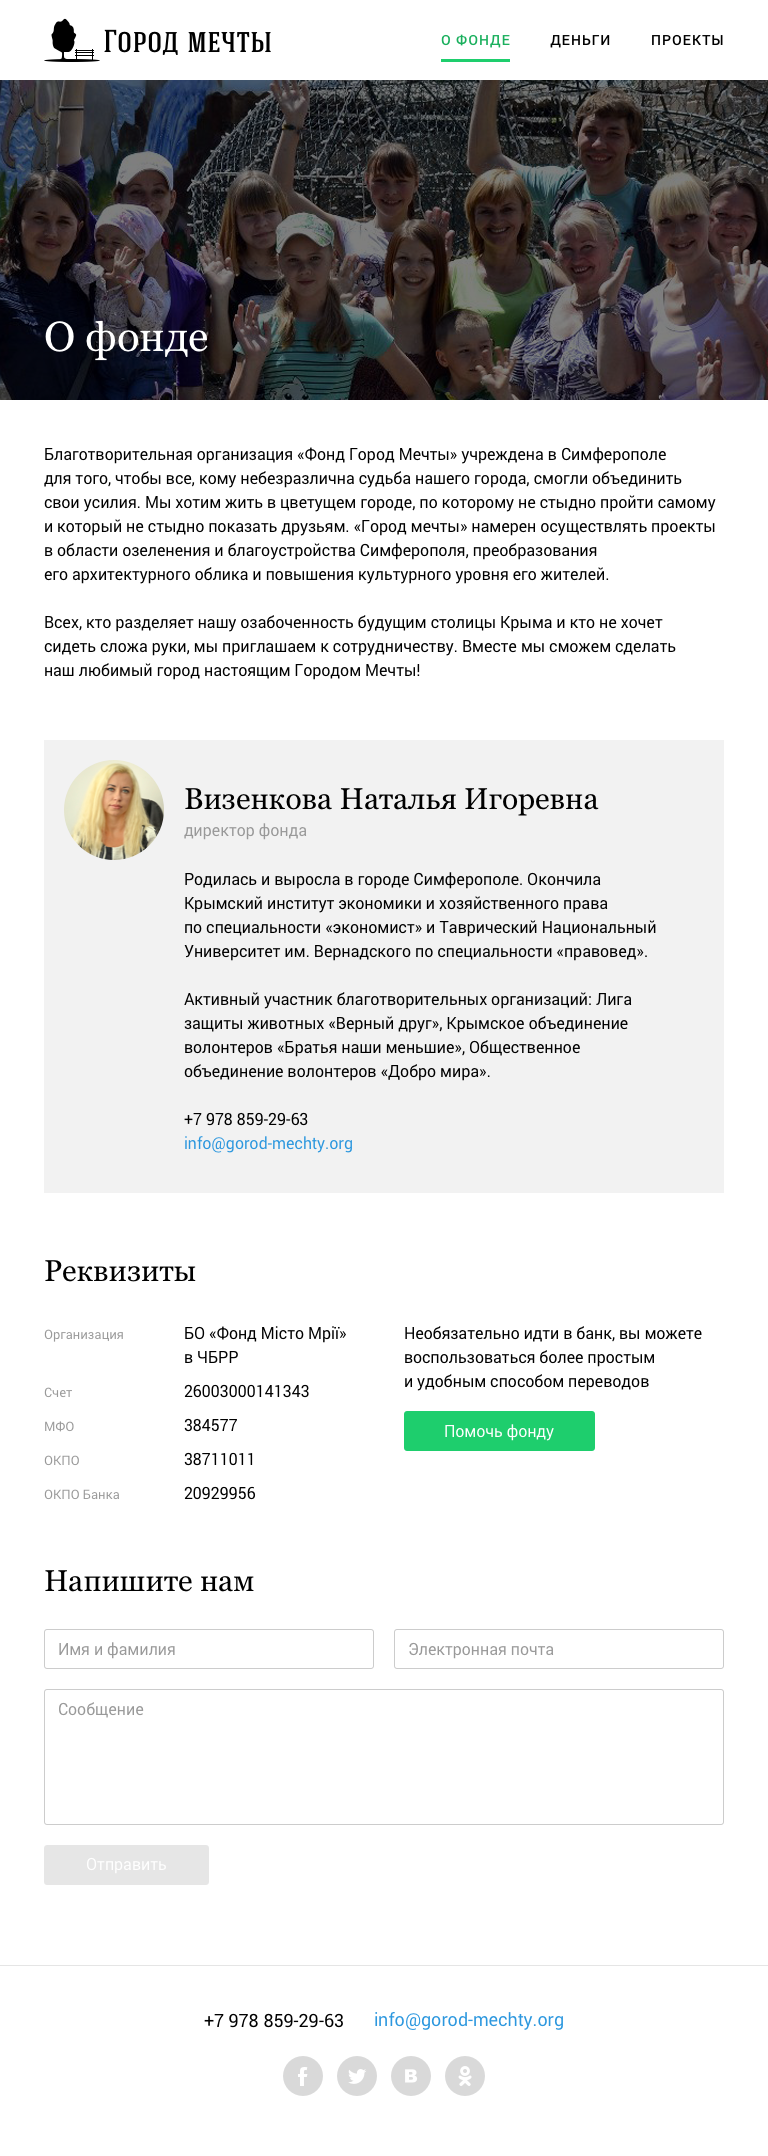 Город мечты
О ФОНДЕ ДЕНЬГИ ПРОЕКТЫ
О фонде
Благотворительная организация «Фонд Город Мечты» учреждена в Симферополе
для того, чтобы все, кому небезразлична судьба нашего города, смогли объединить
свои усилия. Мы хотим жить в цветущем городе, по которому не стыдно пройти самому
и который не стыдно показать друзьям. «Город мечты» намерен осуществлять проекты
в области озеленения и благоустройства Симферополя, преобразования
его архитектурного облика и повышения культурного уровня его жителей.
Всех, кто разделяет нашу озабоченность будущим столицы Крыма и кто не хочет
сидеть сложа руки, мы приглашаем к сотрудничеству. Вместе мы сможем сделать
наш любимый город настоящим Городом Мечты!
Визенкова Наталья Игоревна
директор фонда
Родилась и выросла в городе Симферополе. Окончила
Крымский институт экономики и хозяйственного права
по специальности «экономист» и Таврический Национальный
Университет им. Вернадского по специальности «правовед».
Активный участник благотворительных организаций: Лига
защиты животных «Верный друг», Крымское объединение
волонтеров «Братья наши меньшие», Общественное
объединение волонтеров «Добро мира».
+7 978 859-29-63
info@gorod-mechty.org
Реквизиты
Организация БО «Фонд Місто Мрії»
в ЧБРР
Счет 26003000141343
МФО 384577
ОКПО 38711011
ОКПО Банка 20929956
Необязательно идти в банк, вы можете
воспользоваться более простым
и удобным способом переводов
Помочь фонду
Напишите нам
Имя и фамилия Электронная почта
Сообщение
Отправить
+7 978 859-29-63 info@gorod-mechty.org